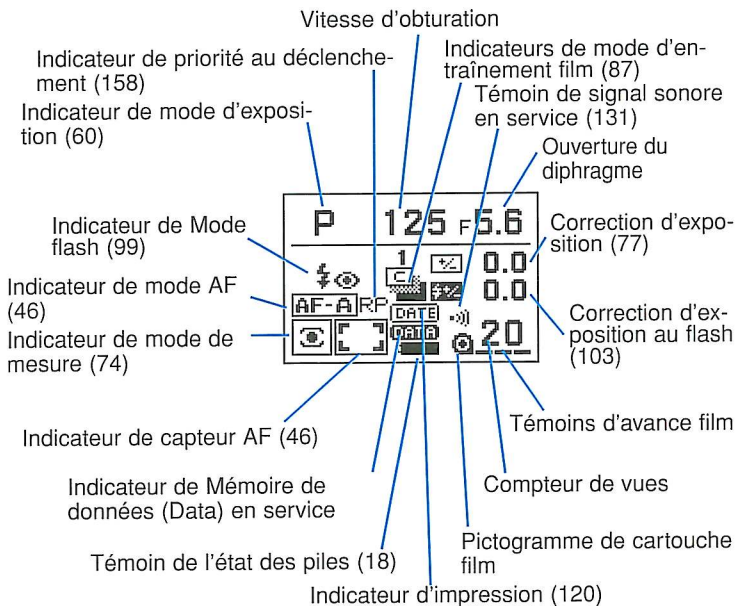 Vitesse d'obturation
Indicateur de priorité au déclenche-
ment (158)
Indicateurs de mode d'en-
traînement film (87)
Indicateur de mode d'exposi-
tion (60)
Témoin de signal sonore
en service (131)
Ouverture du
diphragme
P 125 F5.6
Indicateur de Mode
flash (99)
Correction d'expo-
sition (77)
1
C
+/- 0.0
Indicateur de mode AF
(46)
AF-A RP
+/- 0.0
DATE
Correction d'ex-
position au flash
(103)
Indicateur de mode de
mesure (74)
DATA
20
Indicateur de capteur AF (46)
Témoins d'avance film
Indicateur de Mémoire de
données (Data) en service
Compteur de vues
Témoin de l'état des piles (18)
Pictogramme de cartouche
film
Indicateur d'impression (120)